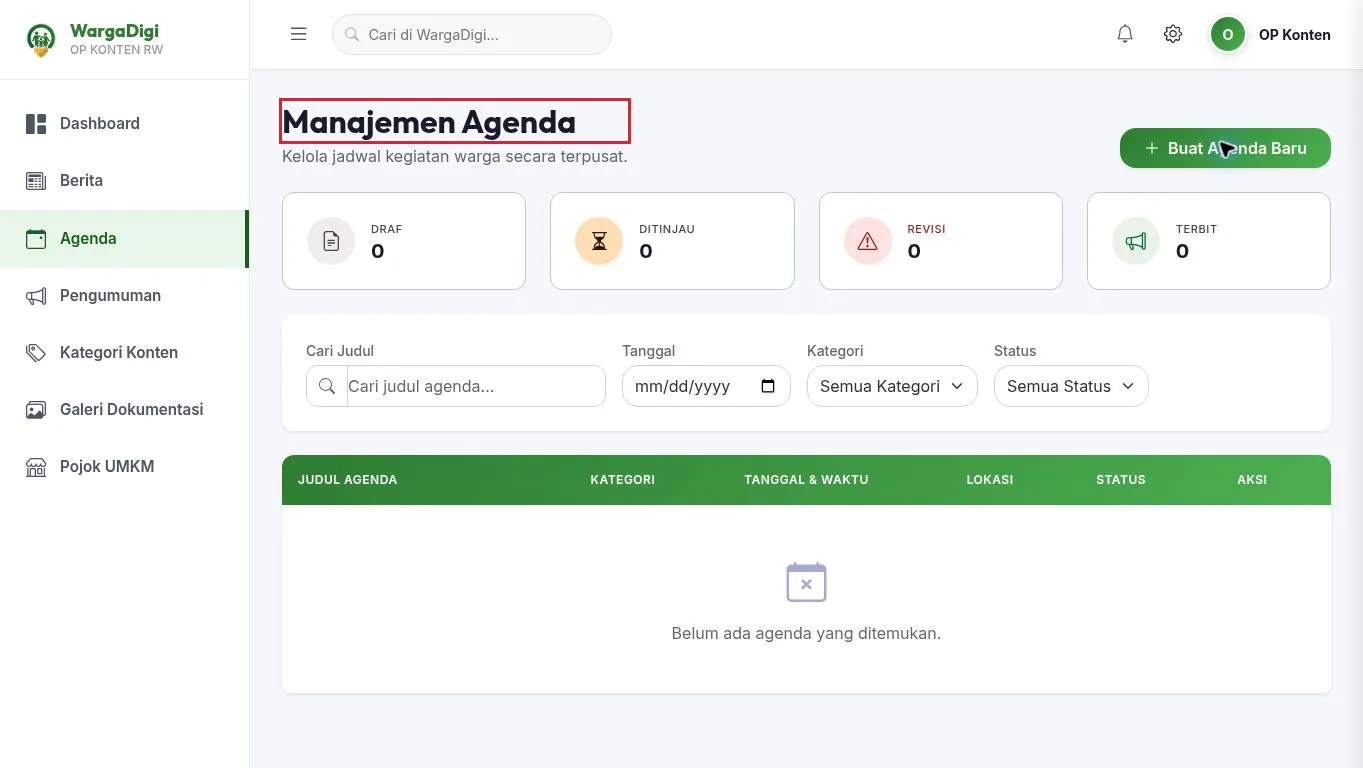 WargaDigi
OP KONTEN RW
Cari di WargaDigi...
O
OP Konten
Dashboard
Berita
Agenda
Pengumuman
Kategori Konten
Galeri Dokumentasi
Pojok UMKM
Manajemen Agenda
Kelola jadwal kegiatan warga secara terpusat.
Buat Agenda Baru
DRAF
0
DITINJAU
0
REVISI
0
TERBIT
0
Cari Judul
Tanggal
Kategori
Status
Cari judul agenda...
mm/dd/yyyy
Semua Kategori
Semua Status
JUDUL AGENDA KATEGORI TANGGAL & WAKTU LOKASI STATUS AKSI
Belum ada agenda yang ditemukan.